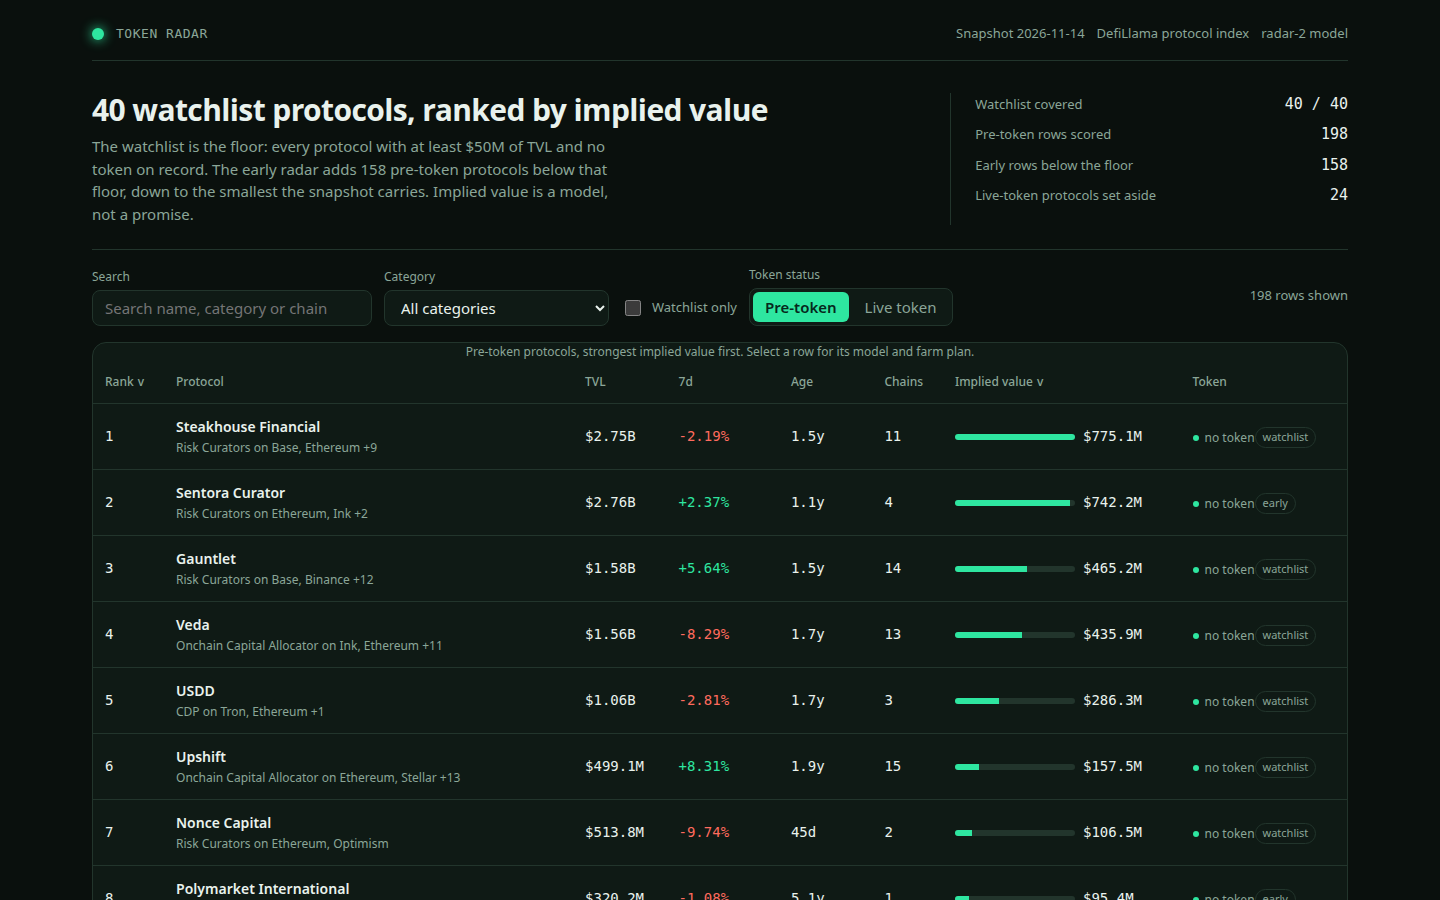 TOKEN RADAR
Snapshot 2026-11-14 DefiLlama protocol index radar-2 model
40 watchlist protocols, ranked by implied value
The watchlist is the floor: every protocol with at least $50M of TVL and no
token on record. The early radar adds 158 pre-token protocols below that
floor, down to the smallest the snapshot carries. Implied value is a model,
not a promise.
Watchlist covered 40 / 40
Pre-token rows scored 198
Early rows below the floor 158
Live-token protocols set aside 24
Search
Search name, category or chain
Category
All categories
Watchlist only
Token status
Pre-token Live token
198 rows shown
Pre-token protocols, strongest implied value first. Select a row for its model and farm plan.
Rank v Protocol TVL 7d Age Chains Implied value v Token
1 Steakhouse Financial $2.75B -2.19% 1.5y 11 $775.1M no token watchlist
Risk Curators on Base, Ethereum +9
2 Sentora Curator $2.76B +2.37% 1.1y 4 $742.2M no token early
Risk Curators on Ethereum, Ink +2
3 Gauntlet $1.58B +5.64% 1.5y 14 $465.2M no token watchlist
Risk Curators on Base, Binance +12
4 Veda $1.56B -8.29% 1.7y 13 $435.9M no token watchlist
Onchain Capital Allocator on Ink, Ethereum +11
5 USDD $1.06B -2.81% 1.7y 3 $286.3M no token watchlist
CDP on Tron, Ethereum +1
6 Upshift $499.1M +8.31% 1.9y 15 $157.5M no token watchlist
Onchain Capital Allocator on Ethereum, Stellar +13
7 Nonce Capital $513.8M -9.74% 45d 2 $106.5M no token watchlist
Risk Curators on Ethereum, Optimism
8 Polymarket International $320.2M -1.08% 5.1y 1 $95.4M no token early